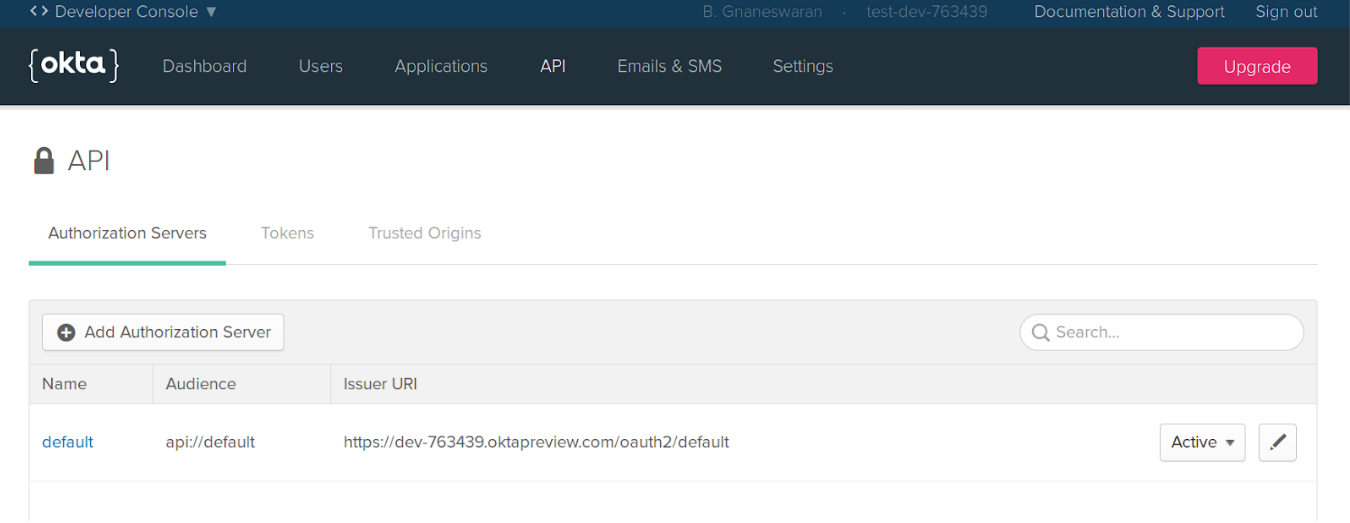 <> Developer Console ▼ B. Gnaneswaran · test-dev-763439 Documentation & Support Sign out
{okta} Dashboard Users Applications API Emails & SMS Settings Upgrade
API
Authorization Servers Tokens Trusted Origins
Add Authorization Server Search...
Name Audience Issuer URI
default api://default https://dev-763439.oktapreview.com/oauth2/default Active ▼